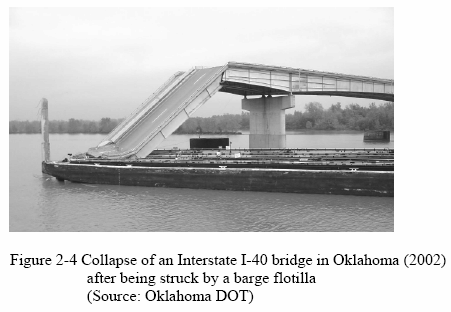 Figure 2-4 Collapse of an Interstate I-40 bridge in Oklahoma (2002)
after being struck by a barge flotilla
(Source: Oklahoma DOT)